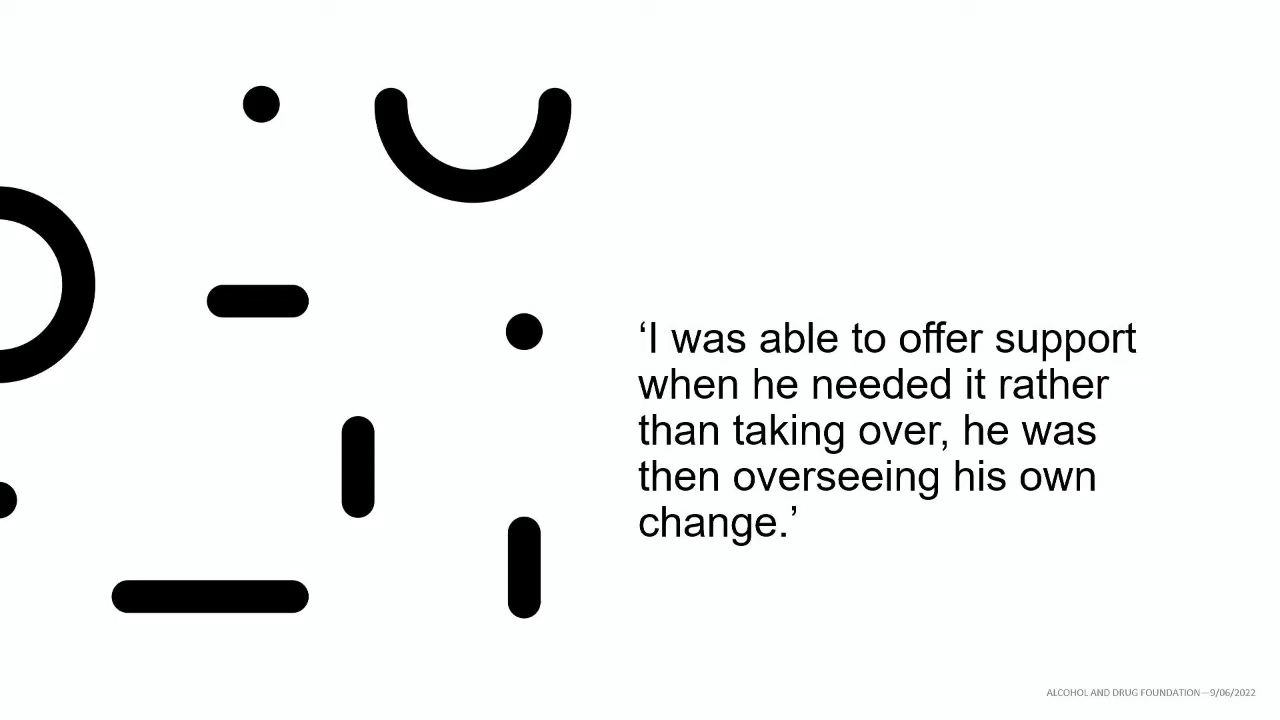 ‘I was able to offer support
when he needed it rather
than taking over, he was
then overseeing his own
change.’
ALCOHOL AND DRUG FOUNDATION—9/06/2022